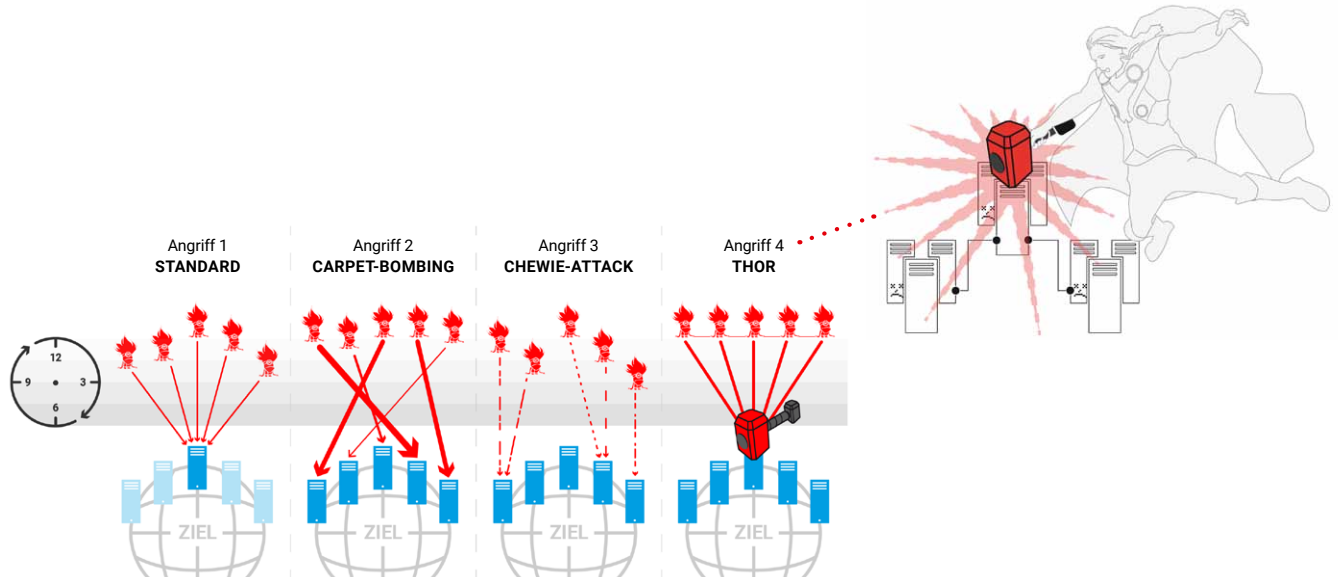 Angriff 1
STANDARD
Angriff 2
CARPET-BOMBING
Angriff 3
CHEWIE-ATTACK
Angriff 4
THOR
12
9
3
6
ZIEL
ZIEL
ZIEL
ZIEL